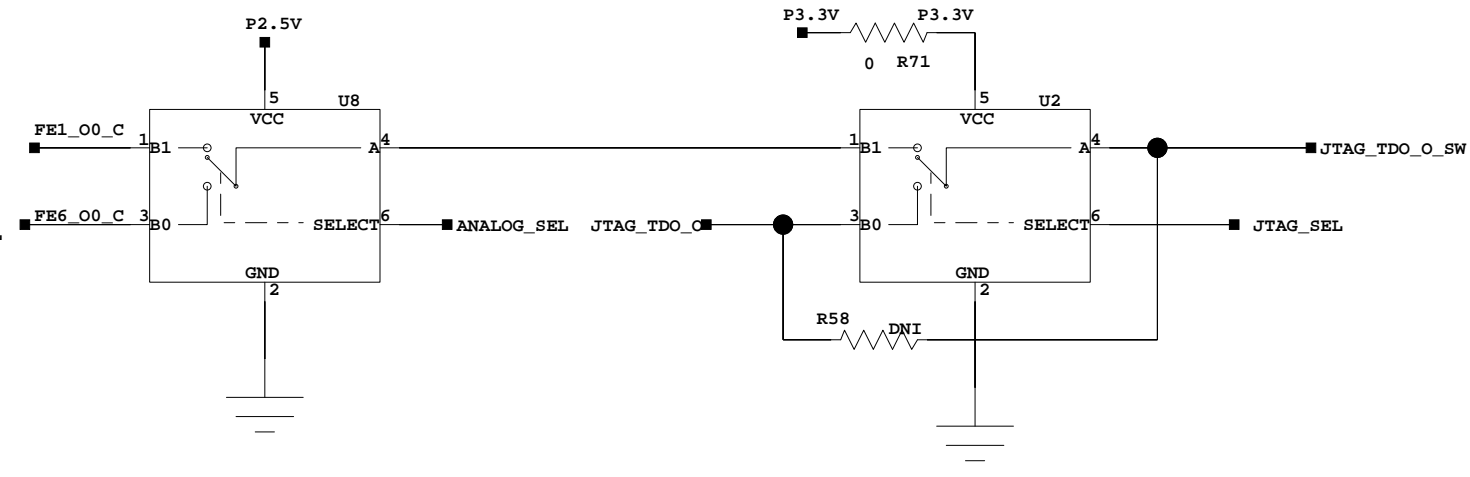 P2.5V
P3.3V
P3.3V
0 R71
5
U8
VCC
5
U2
VCC
FE1_O0_C
1
B1
A
4
1
B1
A
4
JTAG_TDO_O_SW
FE6_O0_C
3
B0
SELECT
6
ANALOG_SEL
JTAG_TDO_O
3
B0
SELECT
6
JTAG_SEL
GND
2
GND
2
R58
DNI